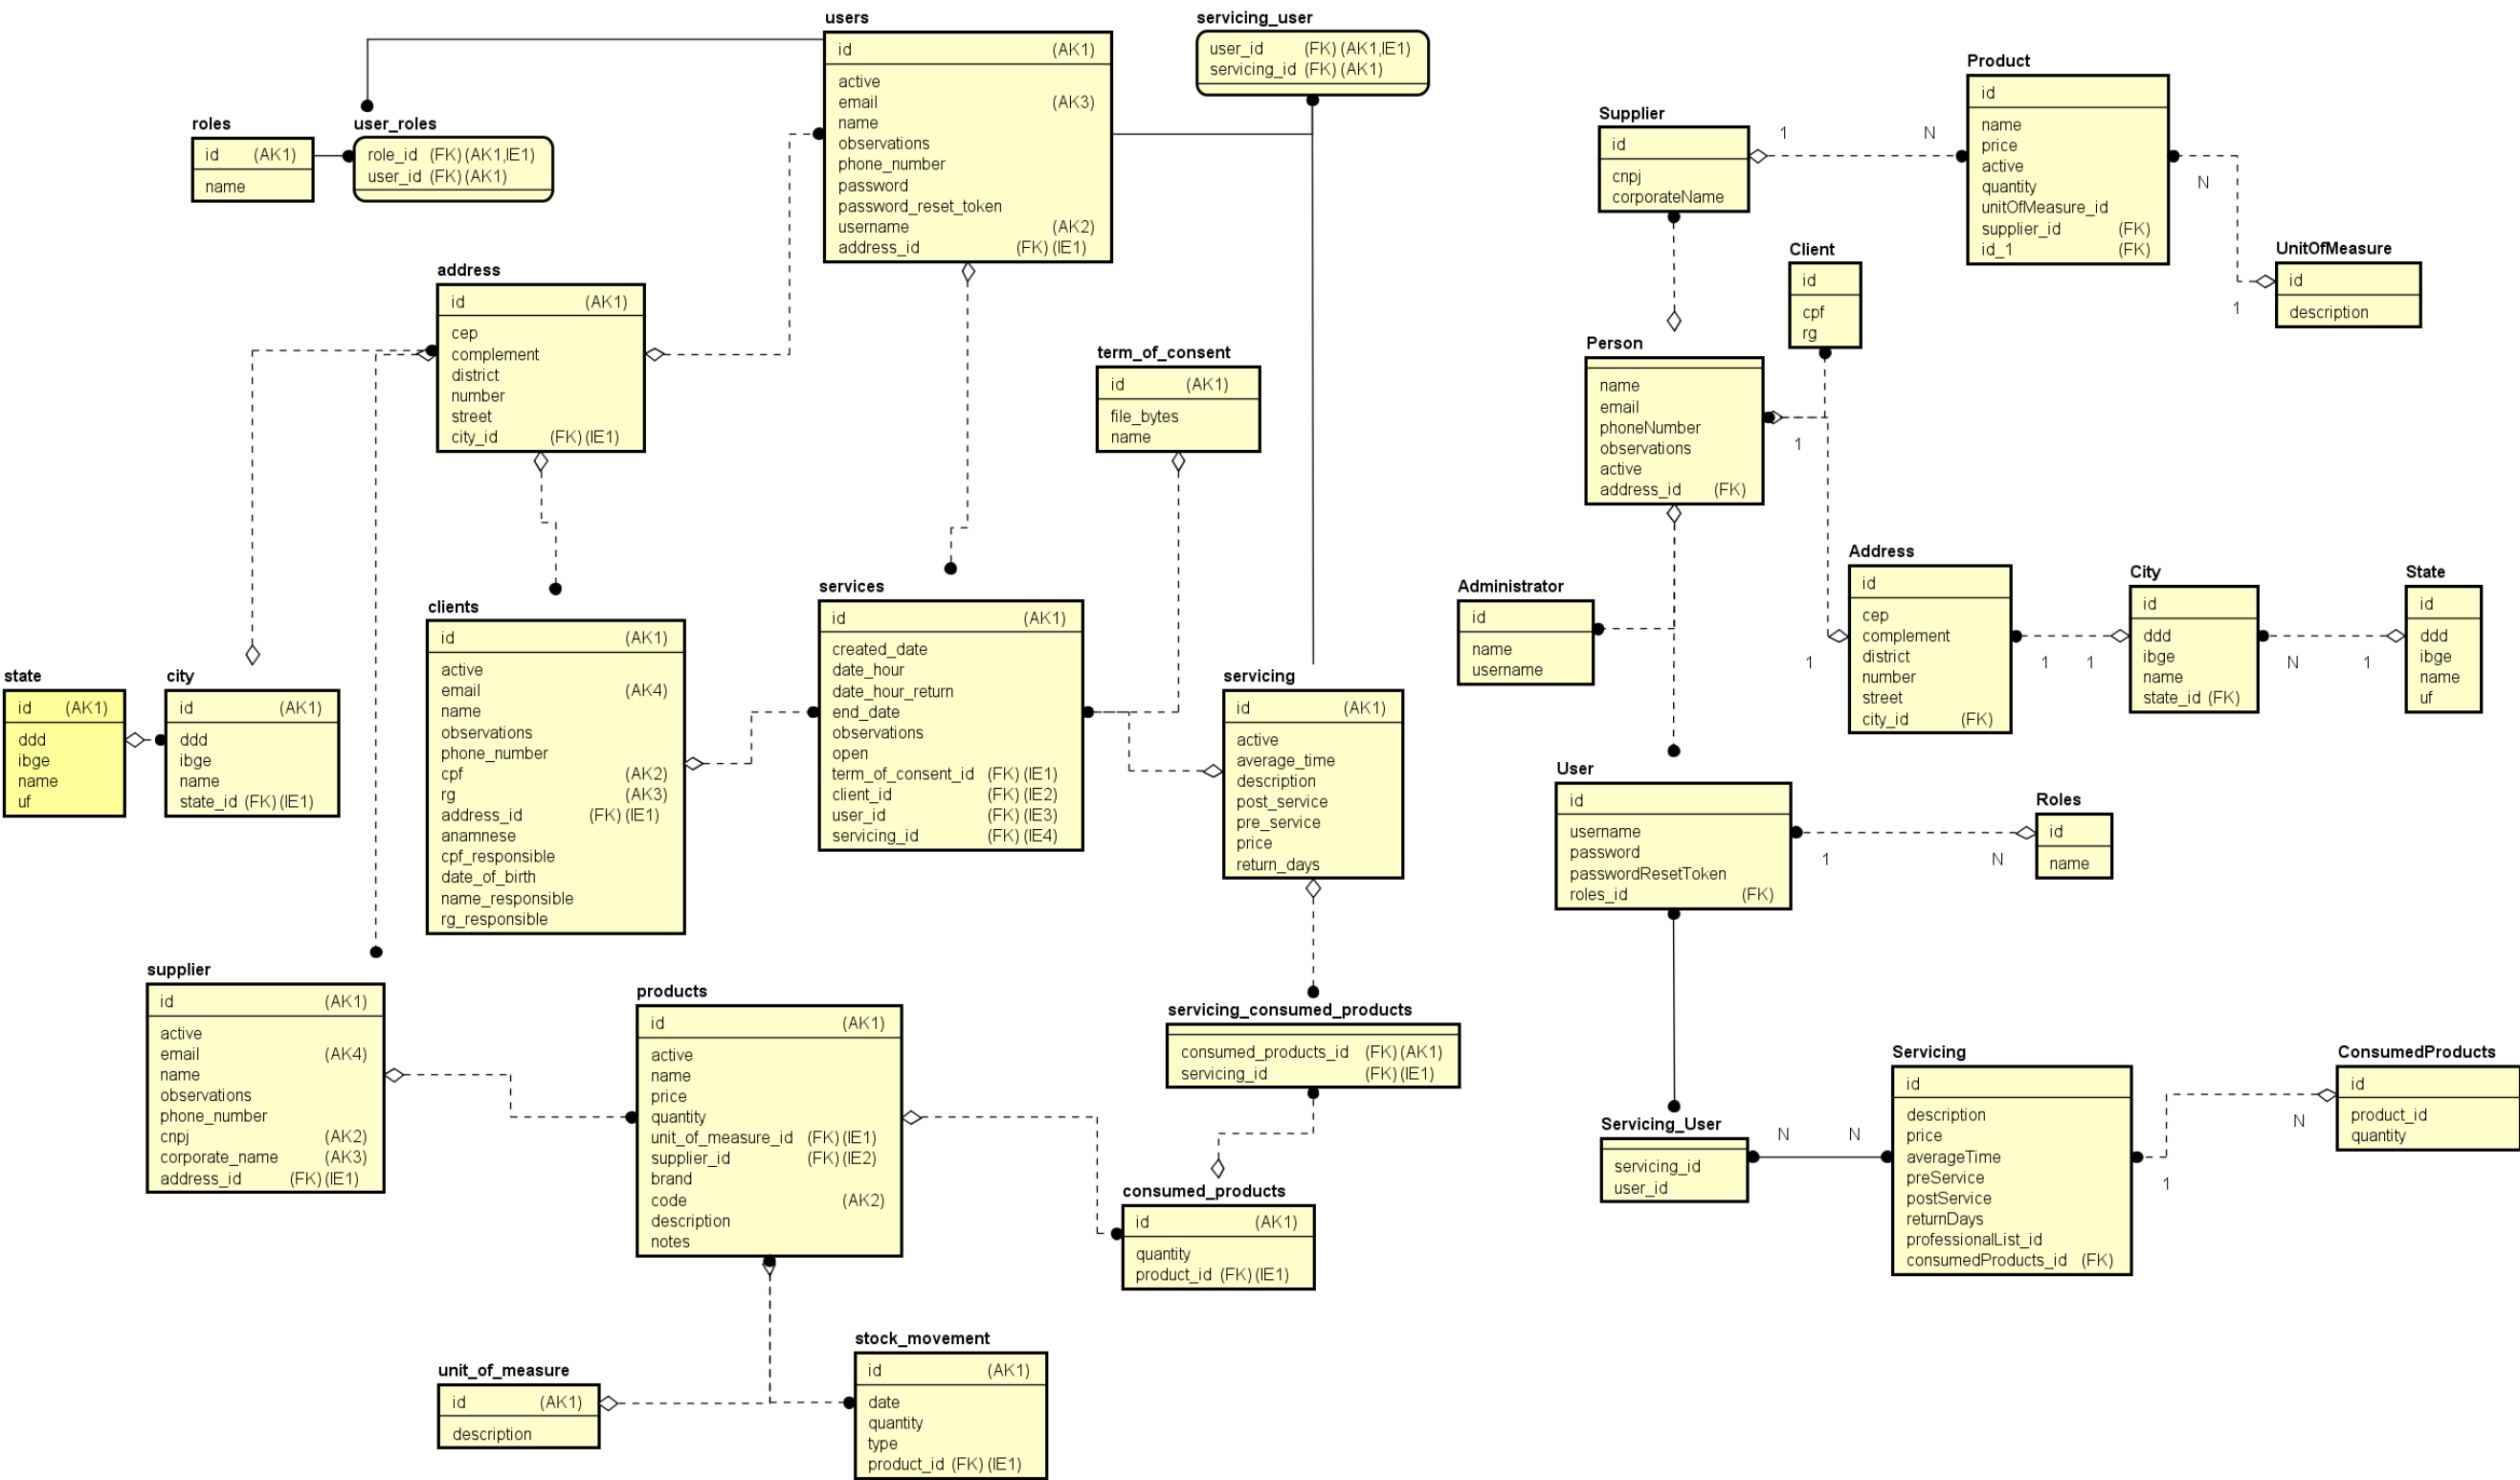 users
id (AK1)
active
email (AK3)
name
observations
phone_number
password
password_reset_token
username (AK2)
address_id (FK) (IE1)
servicing_user
user_id (FK) (AK1,IE1)
servicing_id (FK) (AK1)
roles
id (AK1)
name
user_roles
role_id (FK) (AK1,IE1)
user_id (FK) (AK1)
address
id (AK1)
cep
complement
district
number
street
city_id (FK) (IE1)
term_of_consent
id (AK1)
file_bytes
name
state
id (AK1)
ddd
ibge
name
uf
city
id (AK1)
ddd
ibge
name
state_id (FK) (IE1)
clients
id (AK1)
active
email (AK4)
name
observations
phone_number
cpf (AK2)
rg (AK3)
address_id (FK) (IE1)
anamnese
cpf_responsible
date_of_birth
name_responsible
rg_responsible
services
id (AK1)
created_date
date_hour
date_hour_return
end_date
observations
open
term_of_consent_id (FK) (IE1)
client_id (FK) (IE2)
user_id (FK) (IE3)
servicing_id (FK) (IE4)
servicing
id (AK1)
active
average_time
description
post_service
pre_service
price
return_days
supplier
id (AK1)
active
email (AK4)
name
observations
phone_number
cnpj (AK2)
corporate_name (AK3)
address_id (FK) (IE1)
products
id (AK1)
active
name
price
quantity
unit_of_measure_id (FK) (IE1)
supplier_id (FK) (IE2)
brand
code (AK2)
description
notes
servicing_consumed_products
consumed_products_id (FK) (AK1)
servicing_id (FK) (IE1)
consumed_products
id (AK1)
quantity
product_id (FK) (IE1)
unit_of_measure
id (AK1)
description
stock_movement
id (AK1)
date
quantity
type
product_id (FK) (IE1)
Supplier
id
cnpj
corporateName
1
N
Product
id
name
price
active
quantity
unitOfMeasure_id
supplier_id (FK)
id_1 (FK)
N
1
UnitOfMeasure
id
description
Client
id
cpf
rg
Person
name
email
phoneNumber
observations
active
address_id (FK)
1
1
Administrator
id
name
username
Address
id
cep
complement
district
number
street
city_id (FK)
1
1
City
id
ddd
ibge
name
state_id (FK)
N
1
State
id
ddd
ibge
name
uf
User
id
username
password
passwordResetToken
roles_id (FK)
1
N
Roles
id
name
Servicing_User
servicing_id
user_id
N
N
Servicing
id
description
price
averageTime
preService
postService
returnDays
professionalList_id
consumedProducts_id (FK)
1
N
ConsumedProducts
id
product_id
quantity